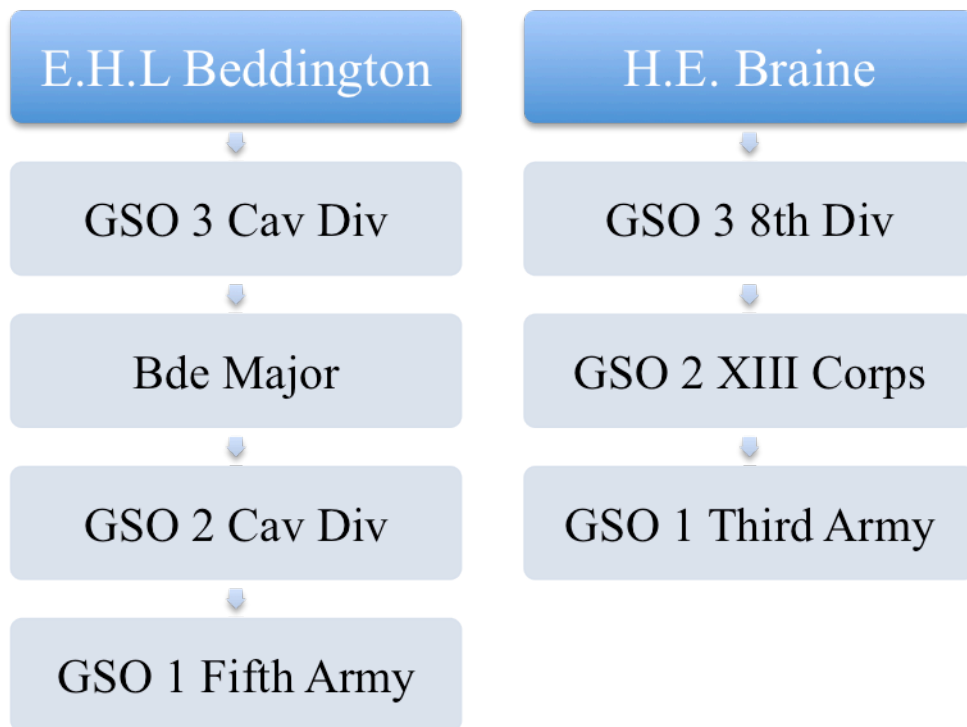 E.H.L Beddington
GSO 3 Cav Div
Bde Major
GSO 2 Cav Div
GSO 1 Fifth Army
H.E. Braine
GSO 3 8th Div
GSO 2 XIII Corps
GSO 1 Third Army